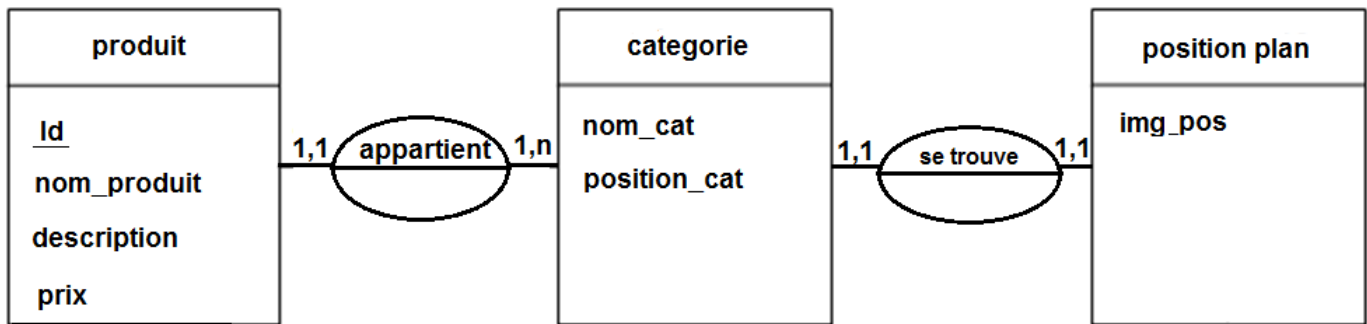 produit
Id
nom_produit
description
prix
1,1
appartient
1,n
categorie
nom_cat
position_cat
1,1
se trouve
1,1
position plan
img_pos